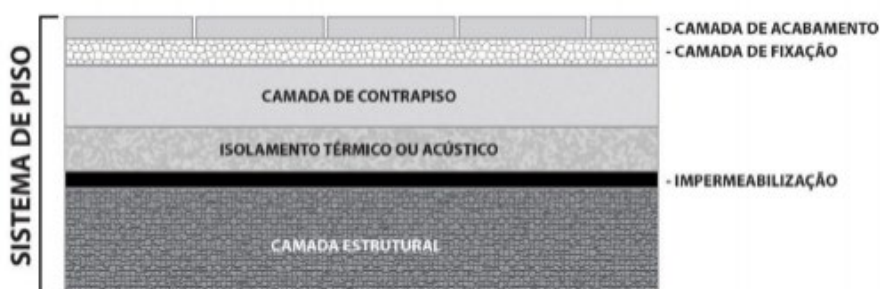 SISTEMA DE PISO
- CAMADA DE ACABAMENTO
- CAMADA DE FIXAÇÃO
CAMADA DE CONTRAPISO
ISOLAMENTO TÉRMICO OU ACÚSTICO
- IMPERMEABILIZAÇÃO
CAMADA ESTRUTURAL